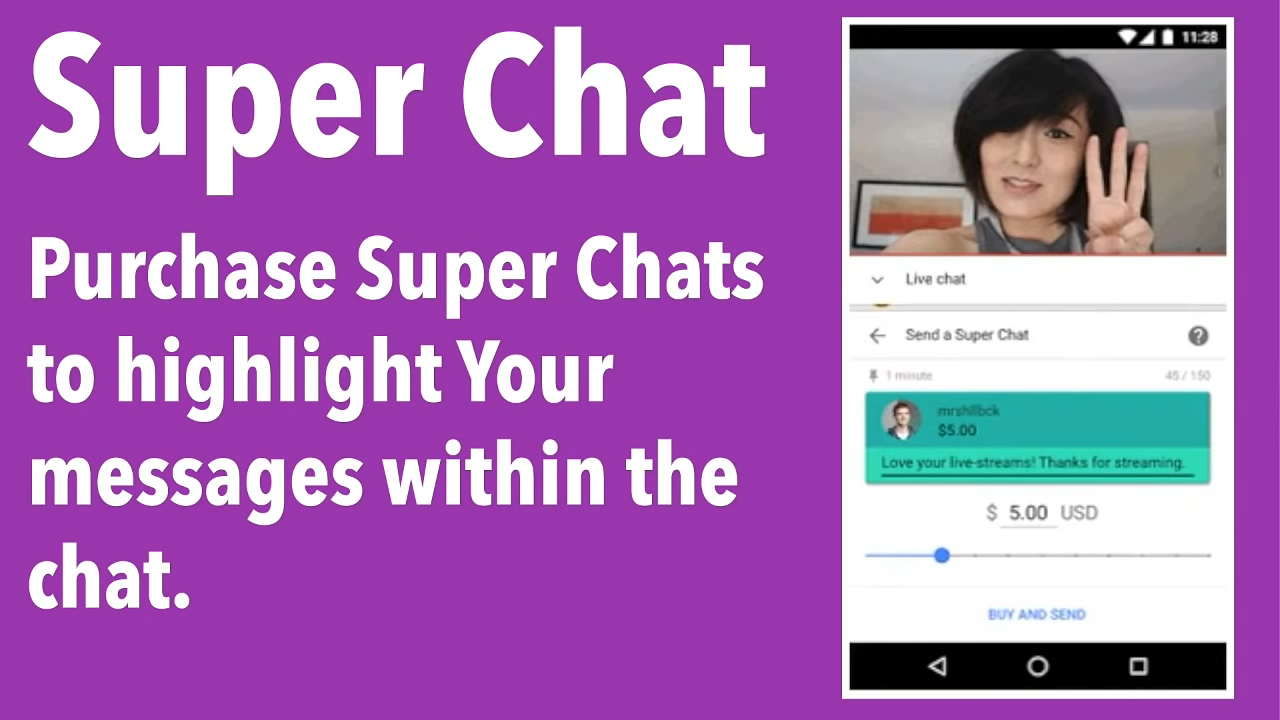 Super Chat
Purchase Super Chats
to highlight Your
messages within the
chat.
11:28
Live chat
Send a Super Chat
1 minute
45 / 150
mrshllbck
$5.00
Love your live-streams! Thanks for streaming.
$ 5.00 USD
BUY AND SEND